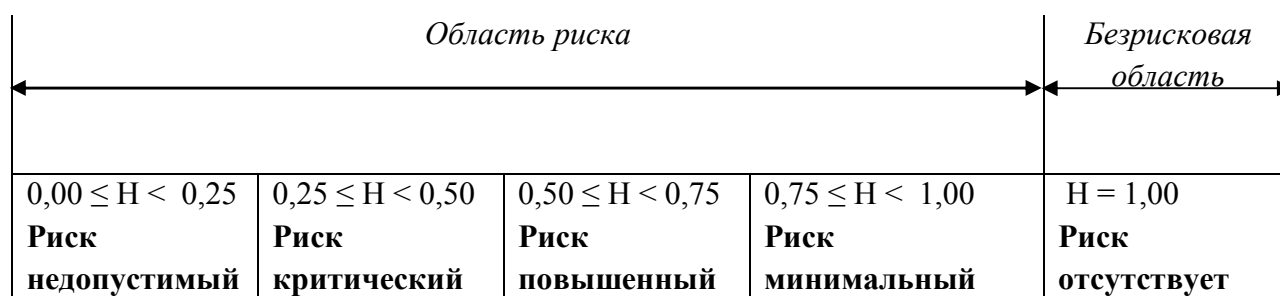 Область риска
Безрисковая
область
0,00 ≤ Н < 0,25
Риск
недопустимый
0,25 ≤ Н < 0,50
Риск
критический
0,50 ≤ Н < 0,75
Риск
повышенный
0,75 ≤ Н < 1,00
Риск
минимальный
Н = 1,00
Риск
отсутствует